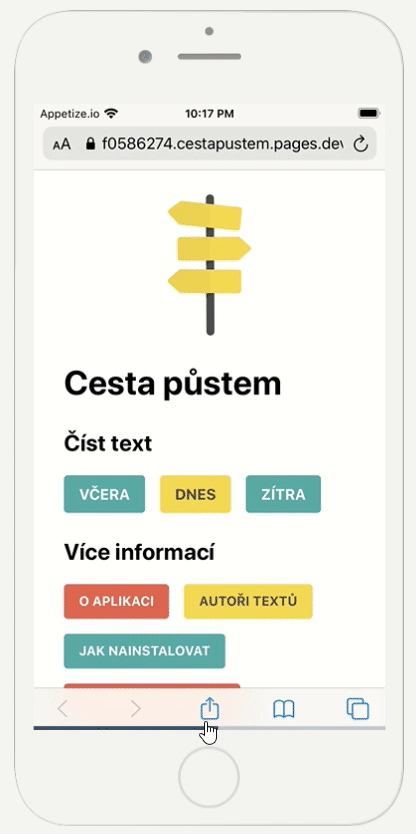 Appetize.io 10:17 PM
AA f0586274.cestapustem.pages.dev
Cesta půstem
Číst text
VČERA DNES ZÍTRA
Více informací
O APLIKACI AUTOŘI TEXTŮ
JAK NAINSTALOVAT